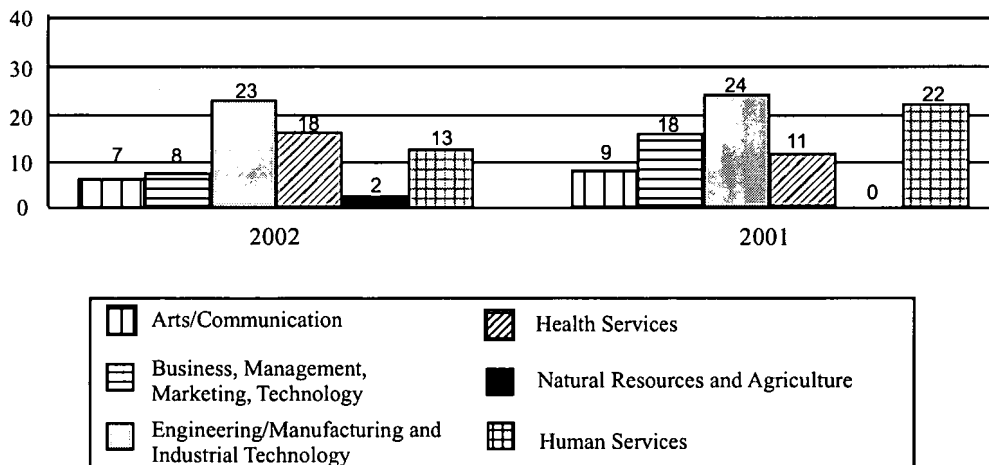 40
30
20
10
0
7
8
23
18
2
13
9
18
24
11
0
22
2002
2001
Arts/Communication
Business, Management,
Marketing, Technology
Engineering/Manufacturing and
Industrial Technology
Health Services
Natural Resources and Agriculture
Human Services